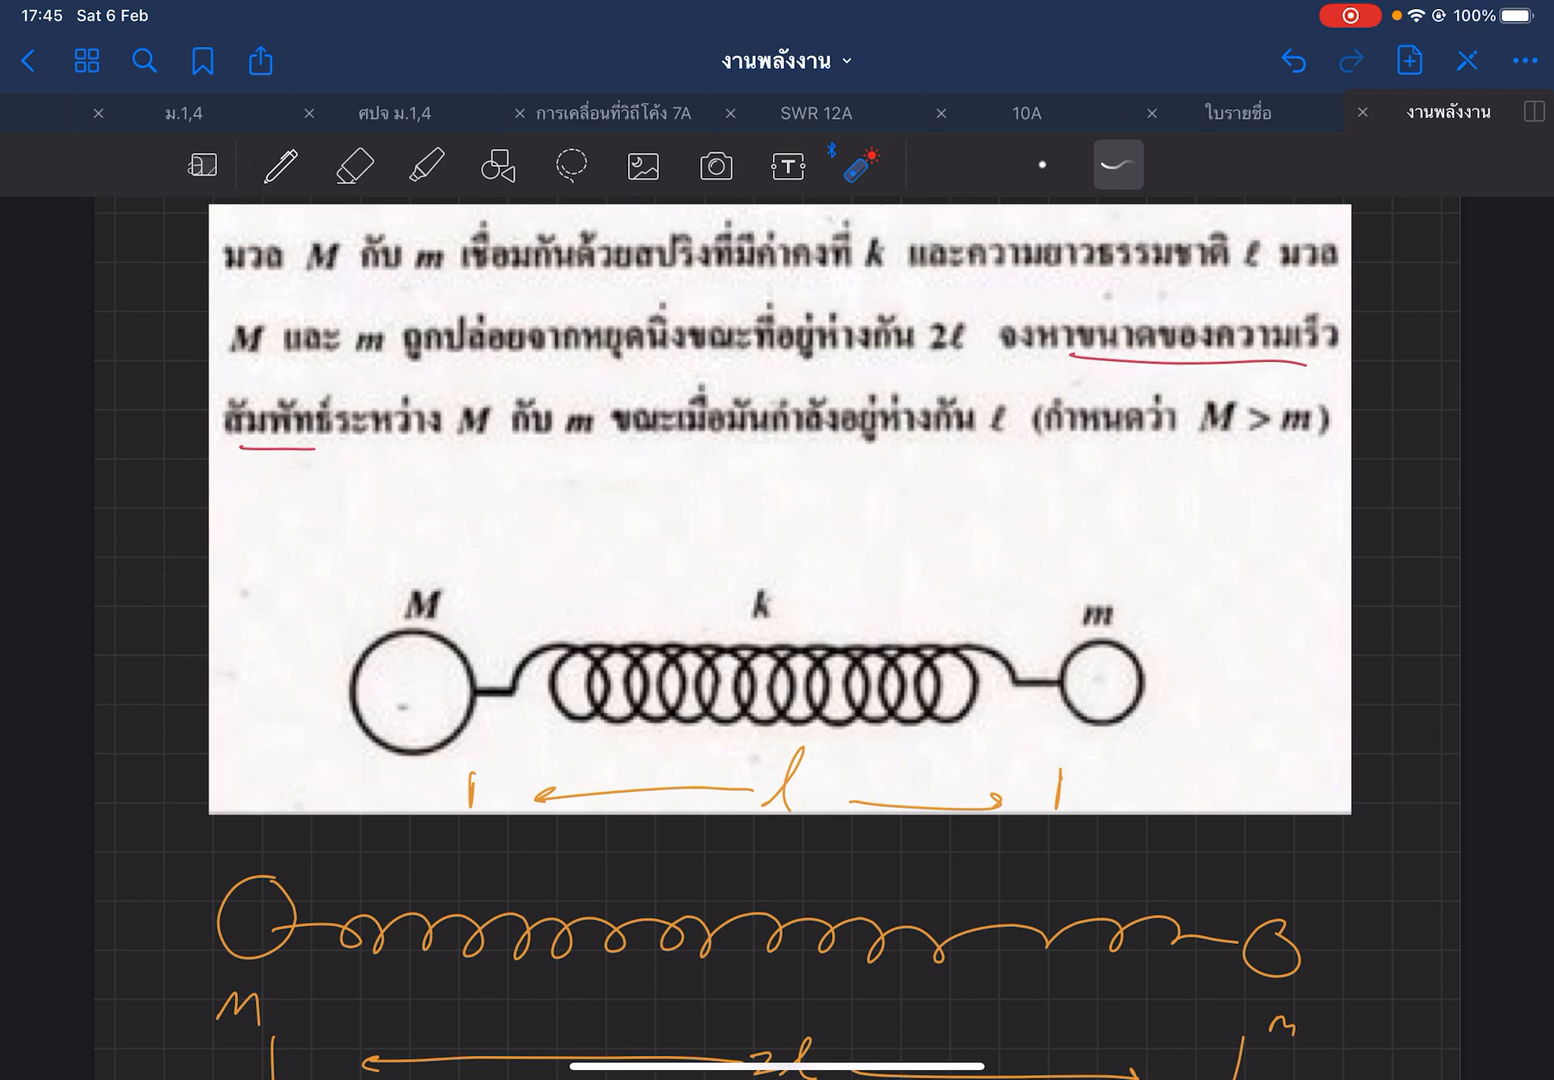 17:45 Sat 6 Feb
100%
งานพลังงาน
ม.1,4
ศปจ ม.1,4
การเคลื่อนที่วิถีโค้ง 7A
SWR 12A
10A
ใบรายชื่อ
งานพลังงาน
T
มวล M กับ m เชื่อมกันด้วยสปริงที่มีค่าคงที่ k และความยาวธรรมชาติ ℓ มวล
M และ m ถูกปล่อยจากหยุดนิ่งขณะที่อยู่ห่างกัน 2ℓ จงหาขนาดของความเร็ว
สัมพัทธ์ระหว่าง M กับ m ขณะเมื่อมันกำลังอยู่ห่างกัน ℓ (กำหนดว่า M > m)
M k m
ℓ
M m
2ℓ